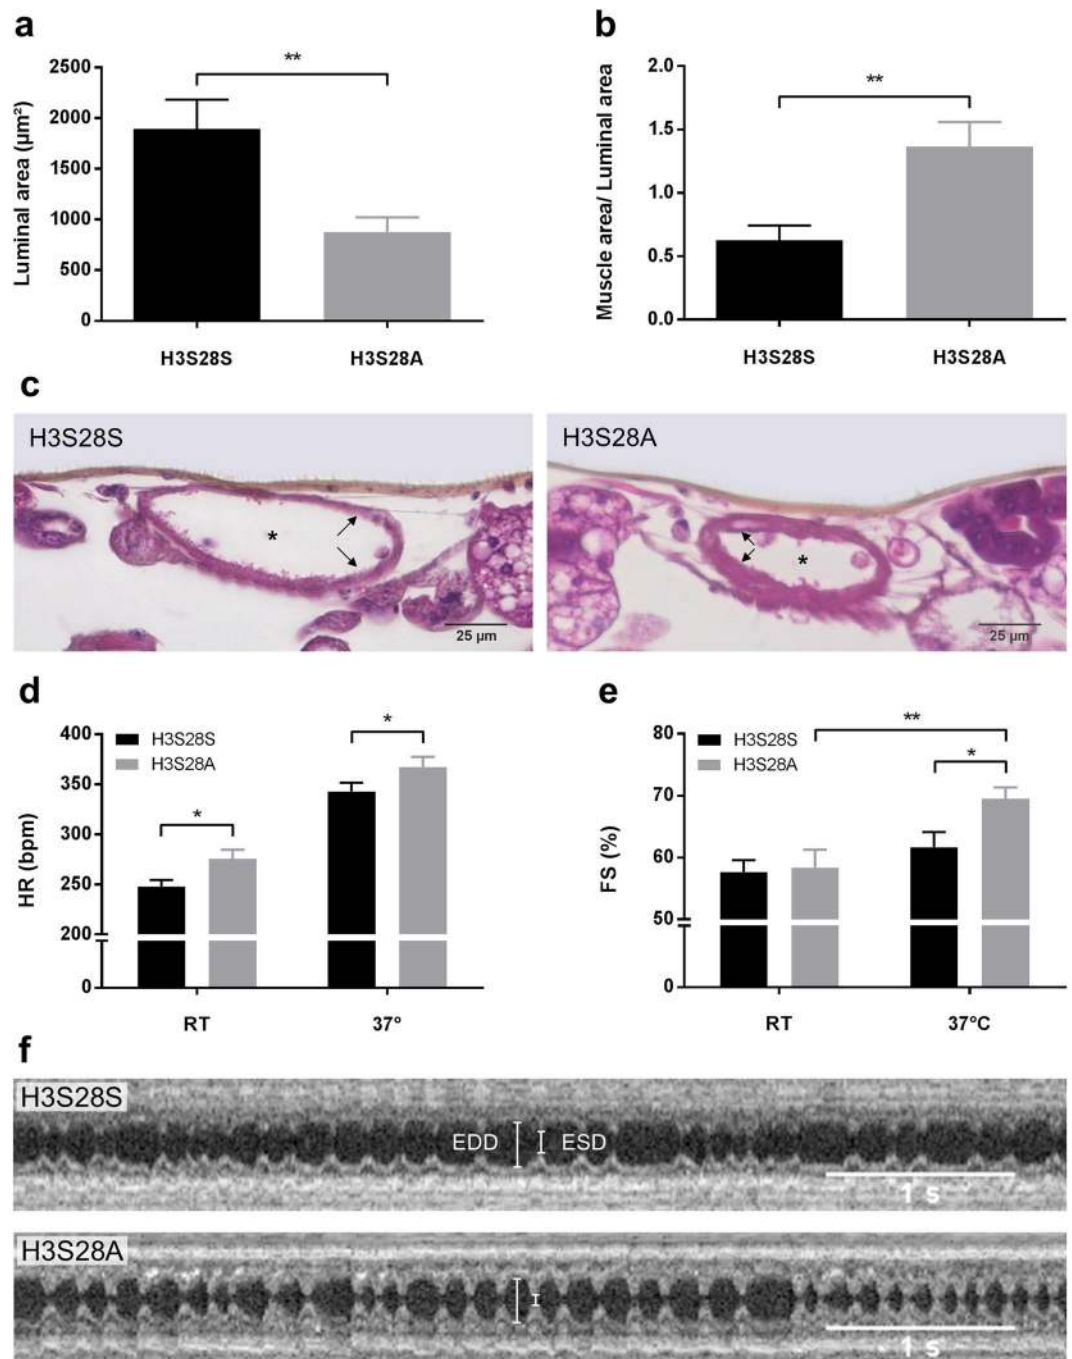 a
**
2500
2000
1500
1000
500
0
Luminal area (µm²)
H3S28S H3S28A
b
**
2.0
1.5
1.0
0.5
0.0
Muscle area/ Luminal area
H3S28S H3S28A
c
H3S28S
*
25 µm
H3S28A
*
25 µm
d
400
350
300
250
200
0
HR (bpm)
H3S28S
H3S28A
*
*
RT 37º
e
80
70
60
50
0
FS (%)
H3S28S
H3S28A
**
*
RT 37ºC
f
H3S28S
EDD ESD
1 s
H3S28A
1 s